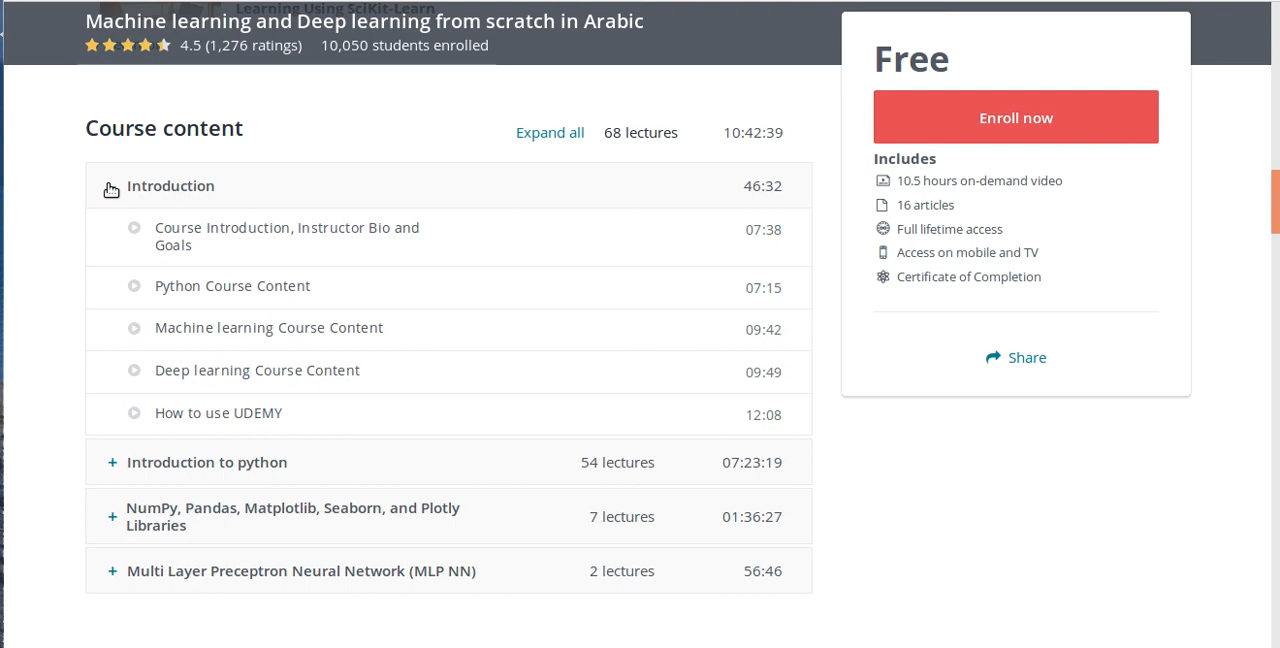 Learning Using SciKit-Learn
Machine learning and Deep learning from scratch in Arabic
4.5 (1,276 ratings) 10,050 students enrolled
Course content
Expand all 68 lectures 10:42:39
Introduction 46:32
Course Introduction, Instructor Bio and
Goals
07:38
Python Course Content 07:15
Machine learning Course Content 09:42
Deep learning Course Content 09:49
How to use UDEMY 12:08
+ Introduction to python 54 lectures 07:23:19
+ NumPy, Pandas, Matplotlib, Seaborn, and Plotly
Libraries
7 lectures 01:36:27
+ Multi Layer Preceptron Neural Network (MLP NN) 2 lectures 56:46
Free
Enroll now
Includes
10.5 hours on-demand video
16 articles
Full lifetime access
Access on mobile and TV
Certificate of Completion
Share